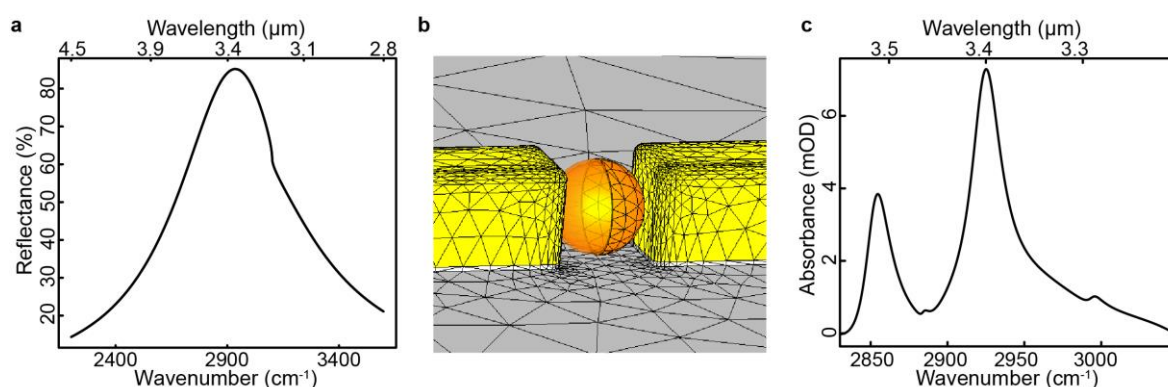 a
Wavelength (μm)
4.5 3.9 3.4 3.1 2.8
Reflectance (%)
80
70
60
50
40
30
20
2400 2900 3400
Wavenumber (cm⁻¹)
b
c
Wavelength (μm)
3.5 3.4 3.3
Absorbance (mOD)
6
4
2
0
2850 2900 2950 3000
Wavenumber (cm⁻¹)